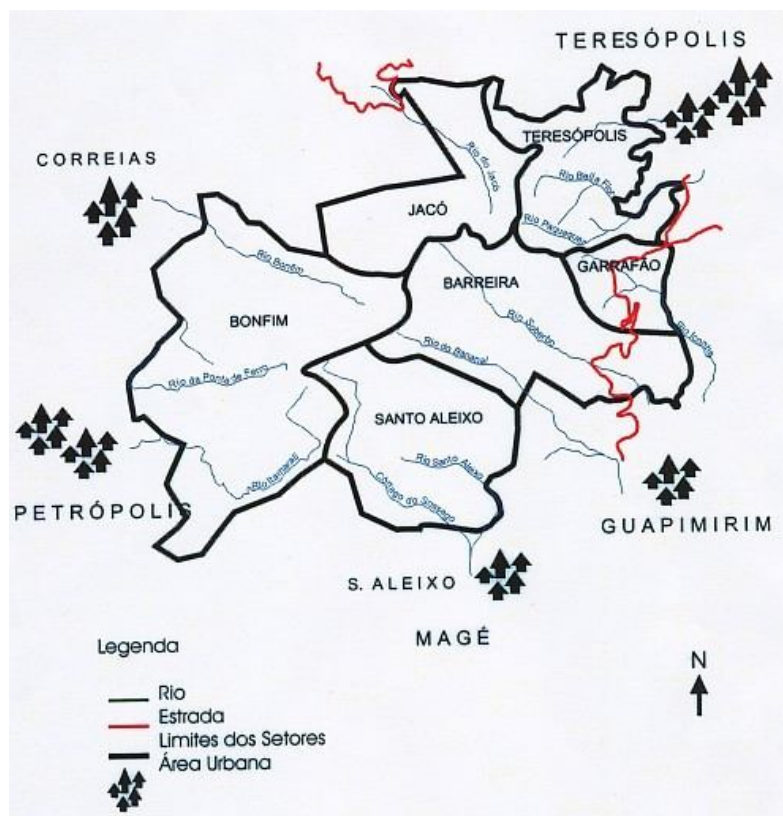 TERESÓPOLIS
CORREIAS
TERESÓPOLIS
Rio do Jacó
Rio Beija Flor
JACÓ
Rio Paquequer
GARRAFÃO
Rio Bonfim
BARREIRA
BONFIM
Rio Soberbo
Rio Iconha
Rio do Bananal
Rio da Ponta de Ferro
SANTO ALEIXO
Rio Santo Aleixo
Rio Itamarati
Córrego do Sossego
PETRÓPOLIS
GUAPIMIRIM
S. ALEIXO
MAGÉ
Legenda
N
Rio
Estrada
Limites dos Setores
Área Urbana